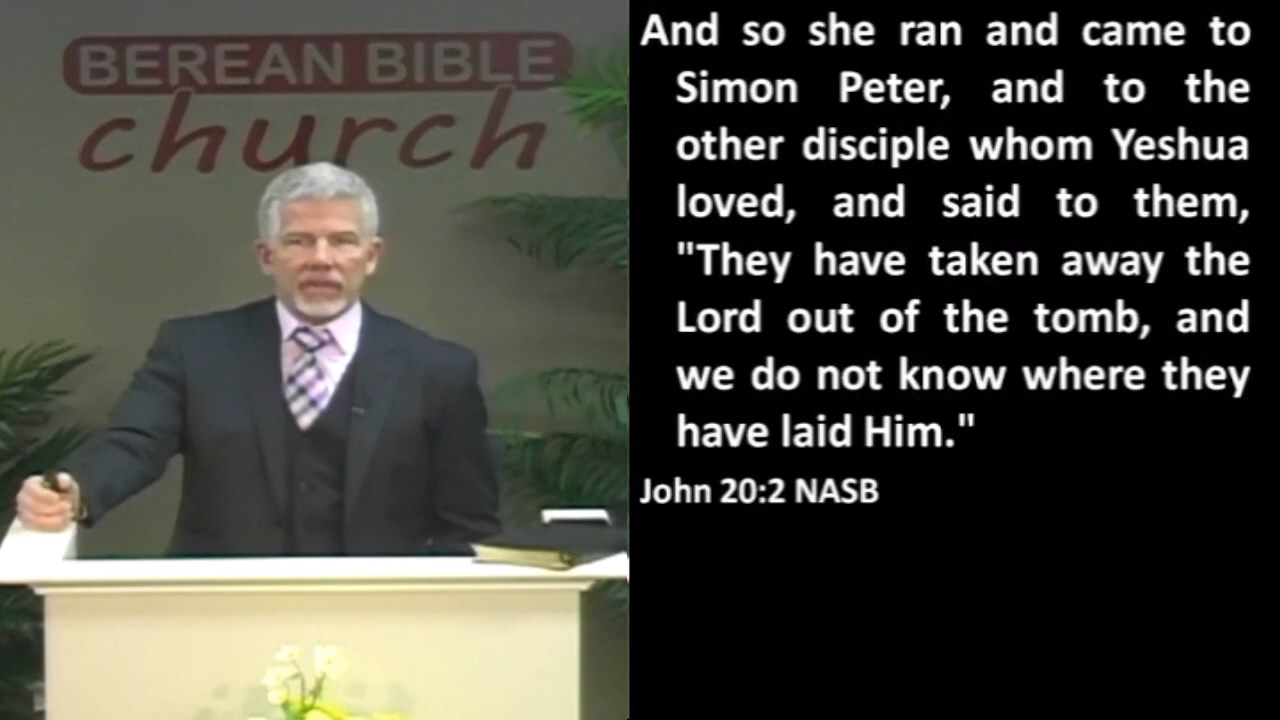 BEREAN BIBLE
church
And so she ran and came to
Simon Peter, and to the
other disciple whom Yeshua
loved, and said to them,
"They have taken away the
Lord out of the tomb, and
we do not know where they
have laid Him."
John 20:2 NASB